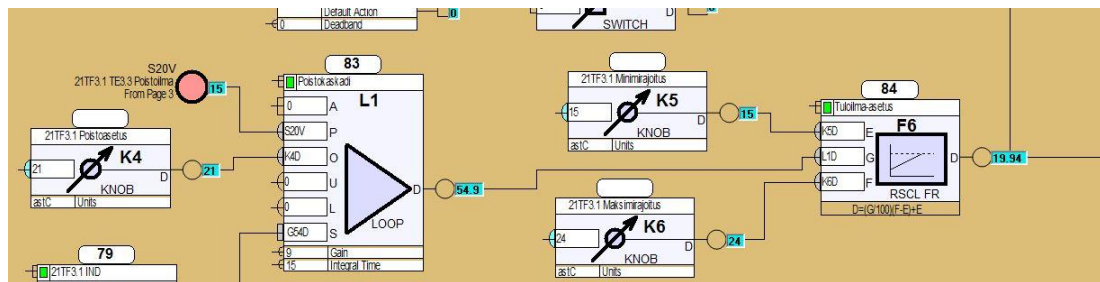 Default Action
0
0 Deadband
D
SWITCH
D
S20V
21TF3.1 TE3.3 Poistoilma
From Page 3
15
83
Poistokaskadi
L1
0 A
S20V P
K4D O
0 U
0 L
G54D S
D
LOOP
54.9
9 Gain
15 Integral Time
21TF3.1 Poistoasetus
21
K4
D
KNOB
astC Units
21
79
21TF3.1 IND
21TF3.1 Minimirajoitus
15
K5
D
KNOB
astC Units
15
21TF3.1 Maksimirajoitus
24
K6
D
KNOB
astC Units
24
84
Tuloilma-asetus
F6
K5D E
L1D G
K6D F
D
RSCL FR
D=(G/100)(F-E)+E
19.94